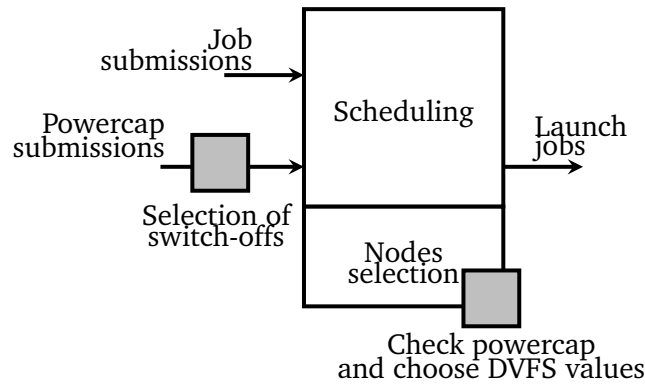 Job
submissions
Scheduling
Powercap
submissions
Launch
jobs
Selection of
switch-offs
Nodes
selection
Check powercap
and choose DVFS values